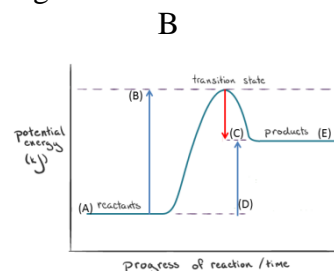 B
transition state
(B)
potential
energy
(kJ)
(C) products (E)
(A) reactants
(D)
progress of reaction / time